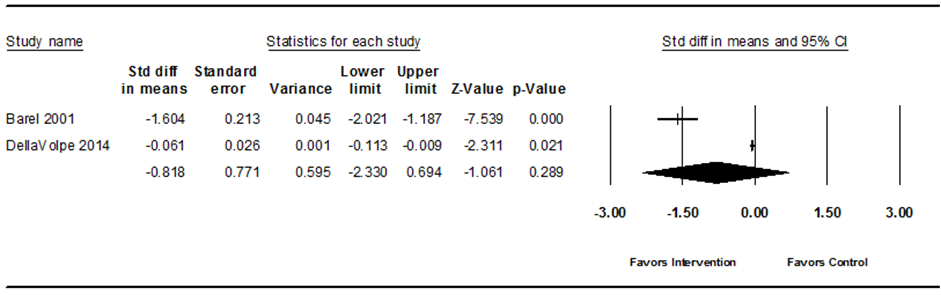 Study name Statistics for each study Std diff in means and 95% CI
Std diff Standard Lower Upper
in means error Variance limit limit Z-Value p-Value
Barel 2001 -1.604 0.213 0.045 -2.021 -1.187 -7.539 0.000
DellaVolpe 2014 -0.061 0.026 0.001 -0.113 -0.009 -2.311 0.021
-0.818 0.771 0.595 -2.330 0.694 -1.061 0.289
-3.00 -1.50 0.00 1.50 3.00
Favors Intervention Favors Control